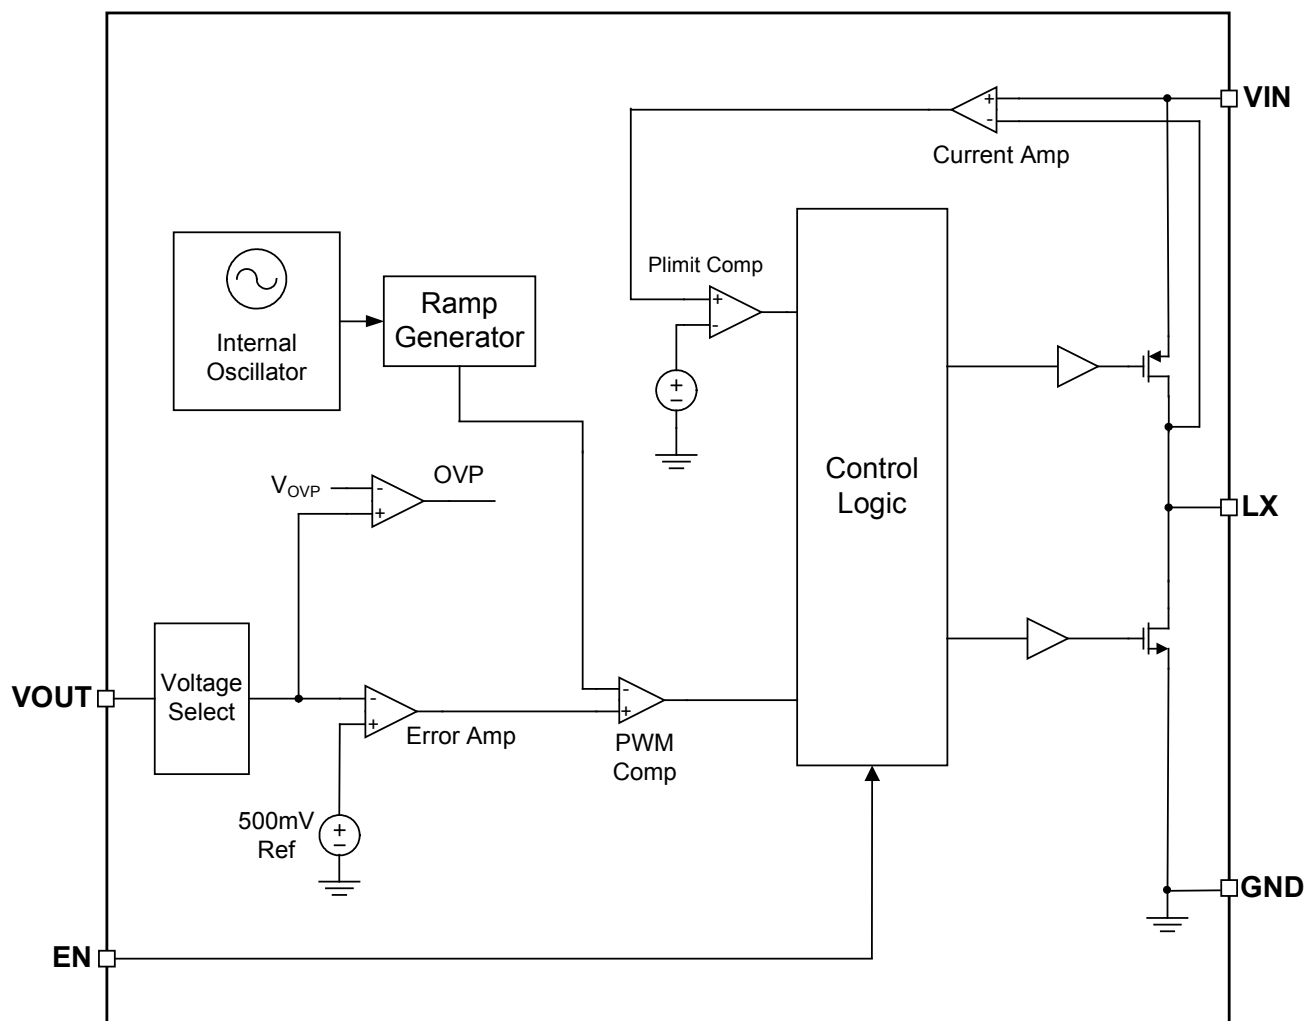 VIN
+
-
Current Amp
Plimit Comp
Ramp
Generator
+
-
Internal
Oscillator
+
−
Control
Logic
OVP
VOVP
-
+
LX
Voltage
Select
VOUT
-
+
Error Amp
-
+
PWM
Comp
500mV
Ref
+
−
GND
EN